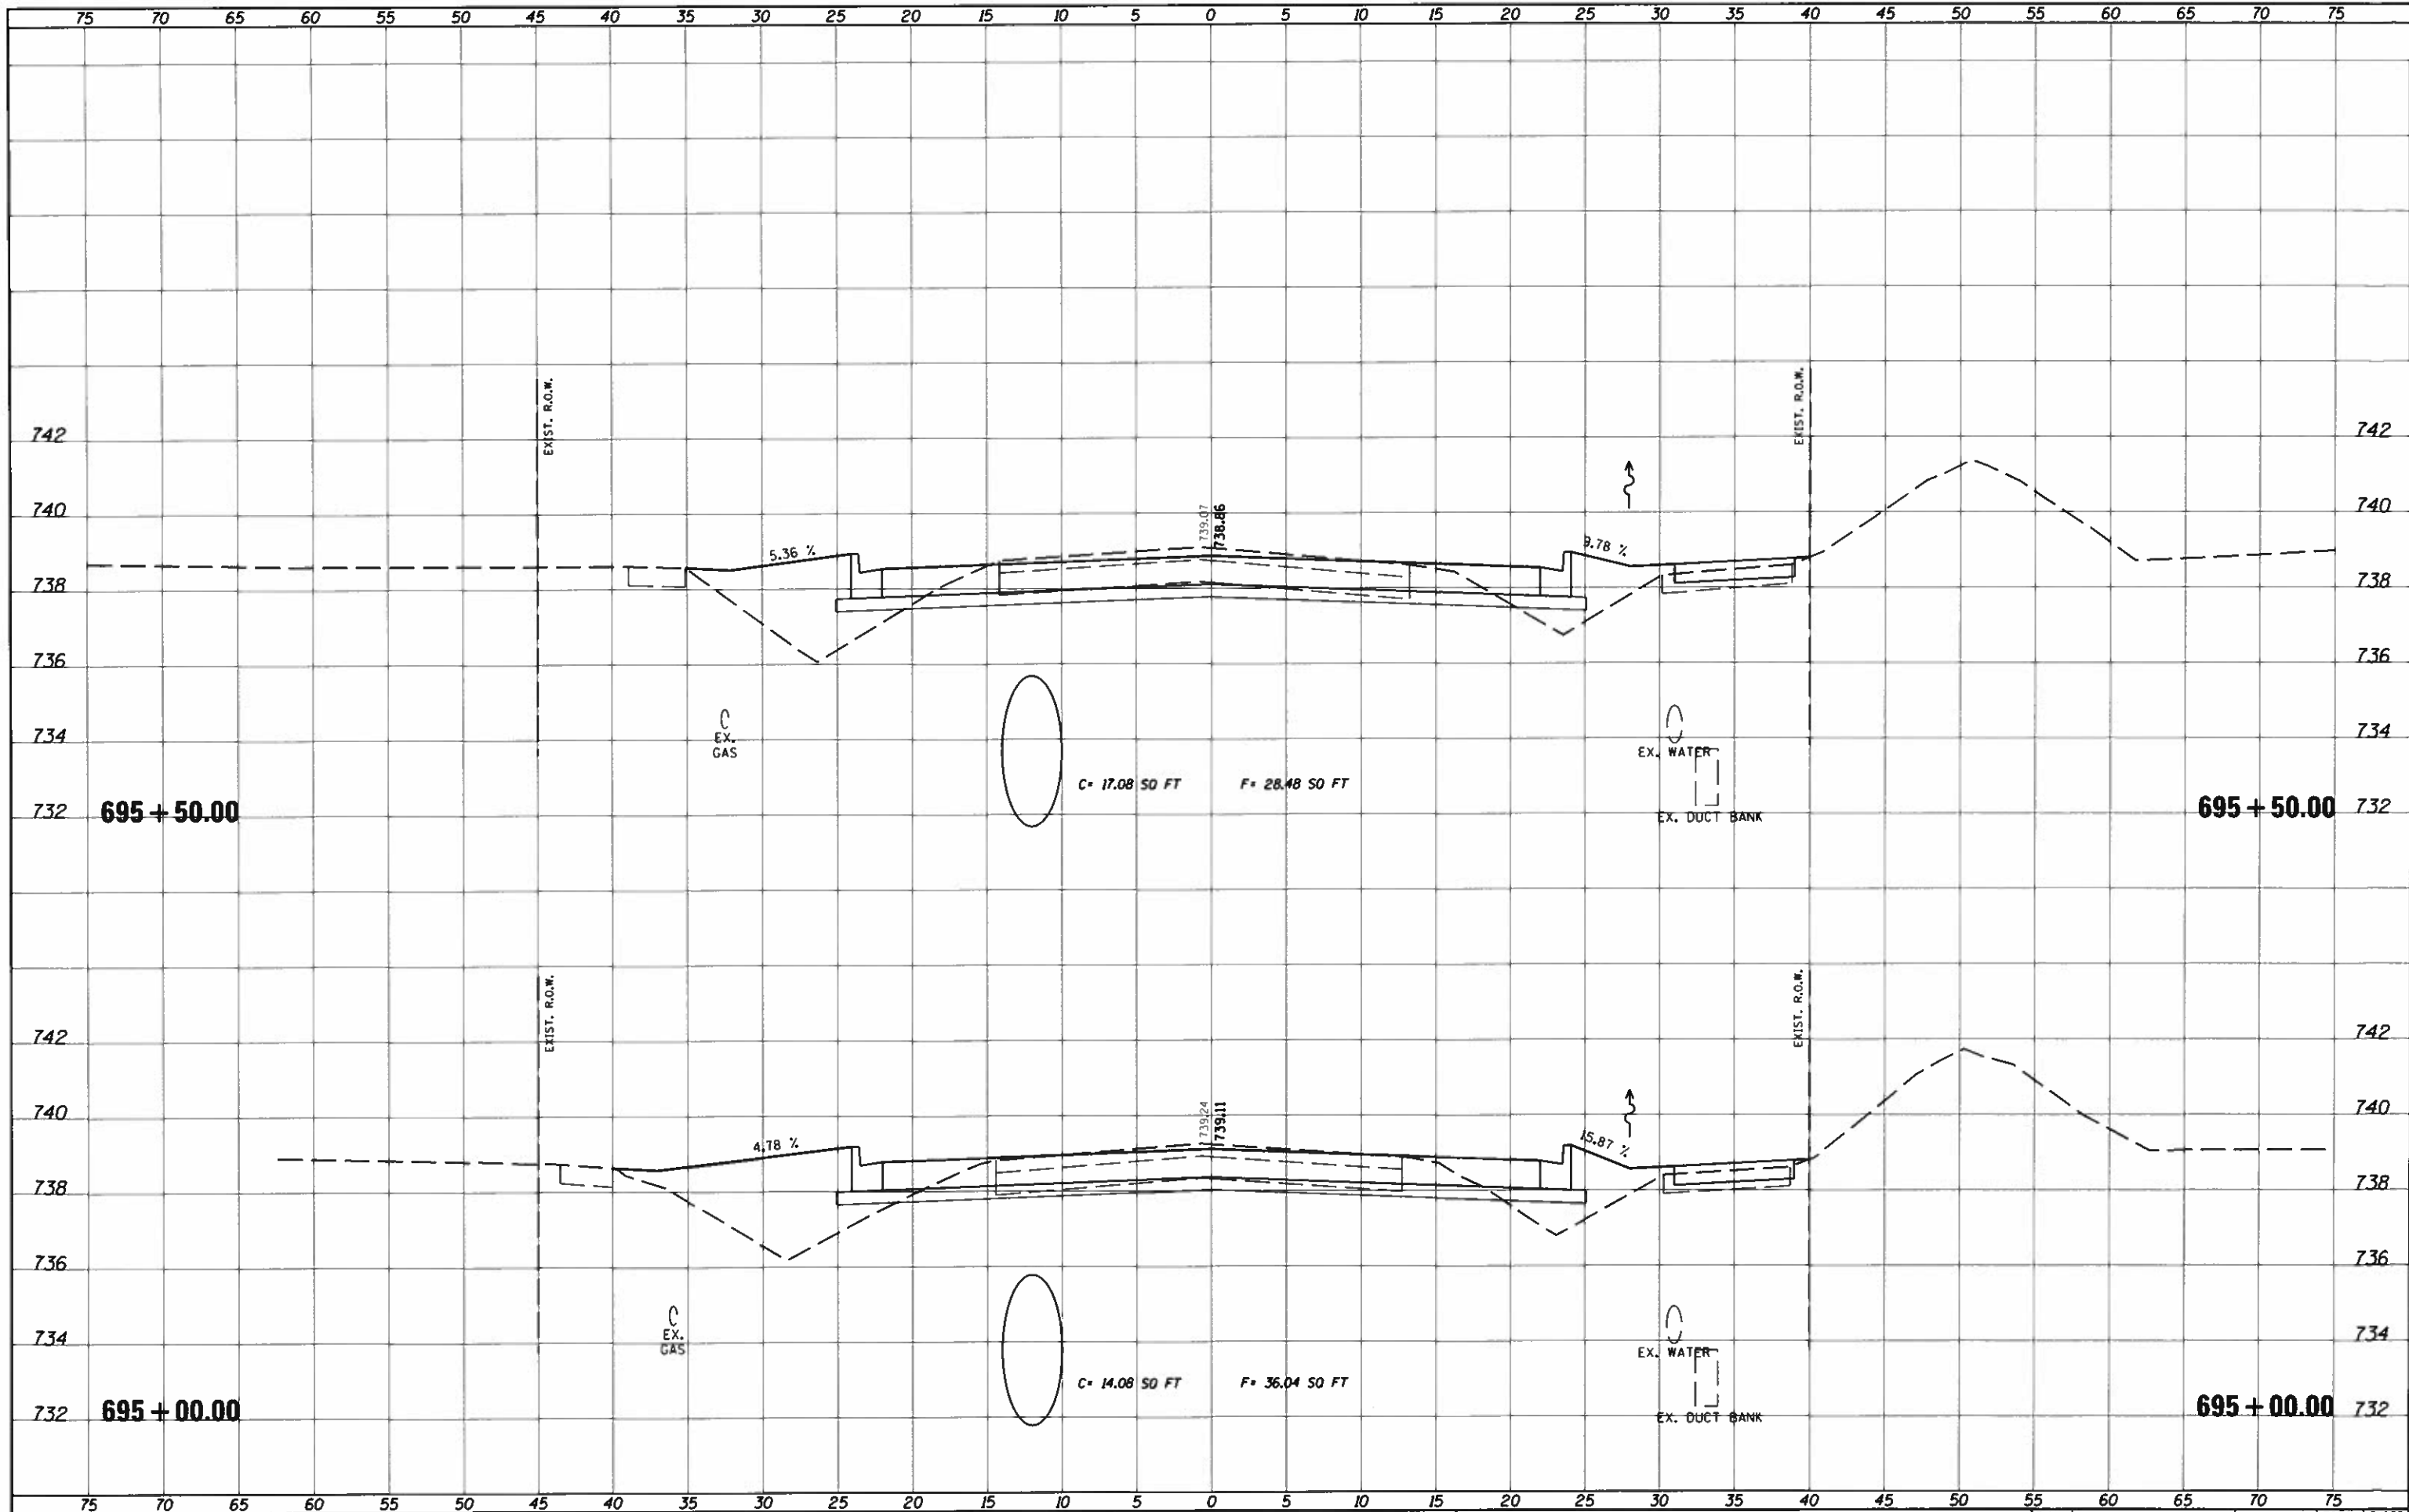 75 70 65 60 55 50 45 40 35 30 25 20 15 10 5 0 5 10 15 20 25 30 35 40 45 50 55 60 65 70 75
EXIST. R.O.W.
EXIST. R.O.W.
742 742
740 739.07 738.86 740
5.36 % 9.78 %
738 738
736 736
734 734
EX. GAS
EX. WATER
C= 17.08 SQ FT F= 28.48 SQ FT
732 695 + 50.00 EX. DUCT BANK 695 + 50.00 732
EXIST. R.O.W.
EXIST. R.O.W.
742 742
740 739.24 739.11 740
4.78 % 15.87 %
738 738
736 736
734 734
EX. GAS
EX. WATER
C= 14.08 SQ FT F= 36.04 SQ FT
732 695 + 00.00 EX. DUCT BANK 695 + 00.00 732
75 70 65 60 55 50 45 40 35 30 25 20 15 10 5 0 5 10 15 20 25 30 35 40 45 50 55 60 65 70 75